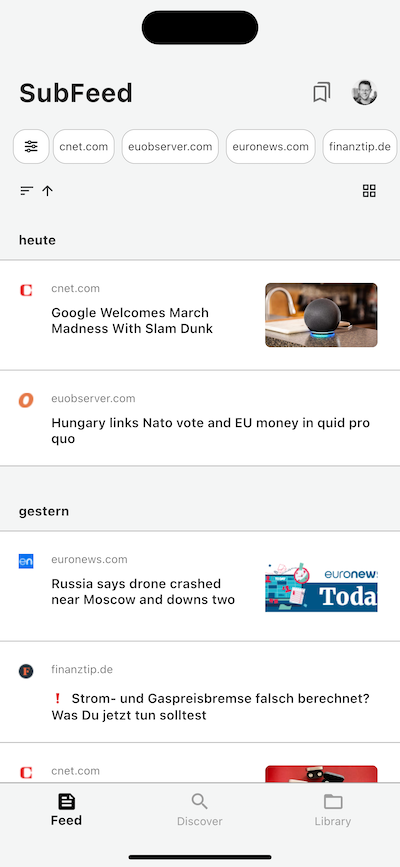 SubFeed
cnet.com
euobserver.com
euronews.com
finanztip.de
heute
cnet.com
Google Welcomes March
Madness With Slam Dunk
euobserver.com
Hungary links Nato vote and EU money in quid pro
quo
gestern
en
euronews.com
Russia says drone crashed
near Moscow and downs two
euronews
Toda
F
finanztip.de
❗ Strom- und Gaspreisbremse falsch berechnet?
Was Du jetzt tun solltest
cnet.com
Feed
Discover
Library